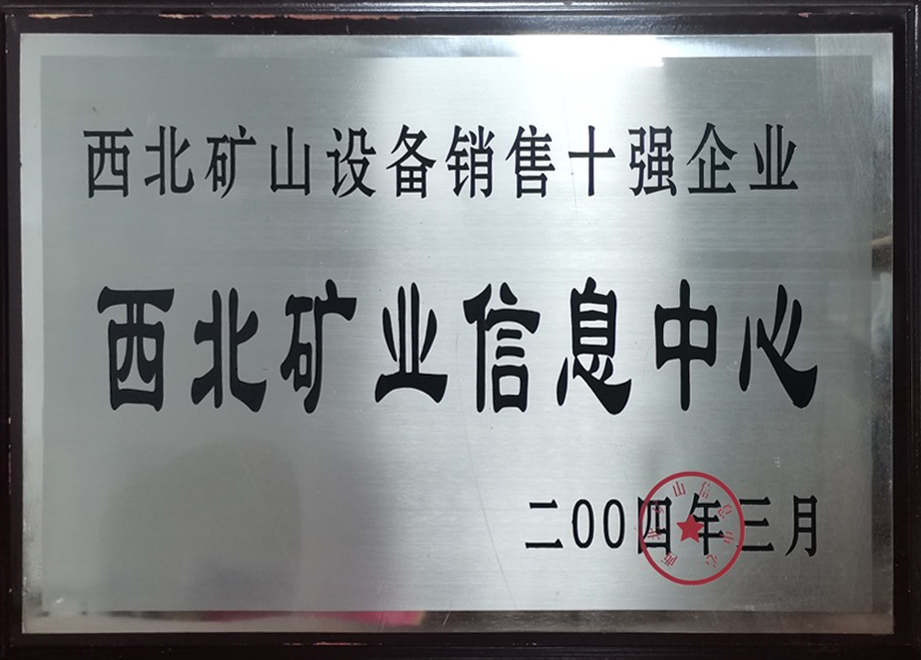 西北矿山设备销售十强企业
西北矿业信息中心
二00四年三月